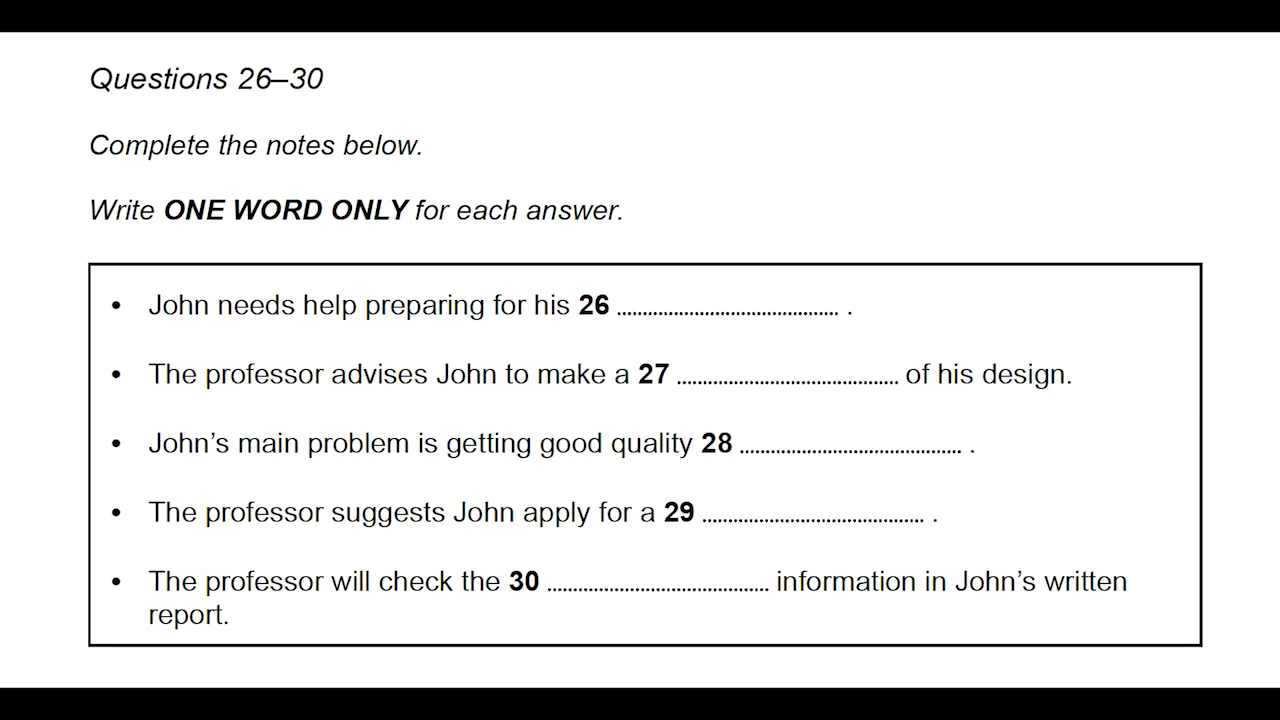 Questions 26–30
Complete the notes below.
Write ONE WORD ONLY for each answer.
• John needs help preparing for his 26 ........................................ .
• The professor advises John to make a 27 ........................................ of his design.
• John’s main problem is getting good quality 28 ........................................ .
• The professor suggests John apply for a 29 ........................................ .
• The professor will check the 30 ........................................ information in John’s written
report.